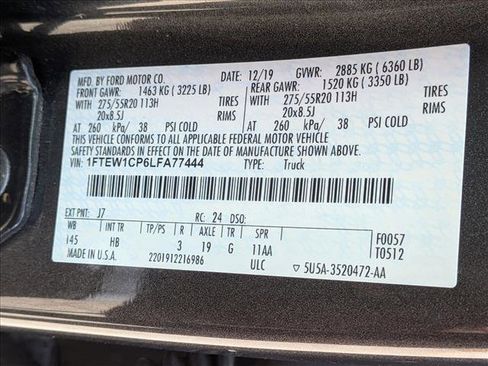 MFD. BY FORD MOTOR CO. DATE: 12/19 GVWR: 2885 KG ( 6360 LB)
FRONT GAWR: 1463 KG ( 3225 LB) REAR GAWR: 1520 KG ( 3350 LB)
WITH 275/55R20 113H TIRES WITH 275/55R20 113H TIRES
20x8.5J RIMS 20x8.5J RIMS
AT 260 kPa/ 38 PSI COLD AT 260 kPa/ 38 PSI COLD
THIS VEHICLE CONFORMS TO ALL APPLICABLE FEDERAL MOTOR VEHICLE
SAFETY STANDARDS IN EFFECT ON THE DATE OF MANUFACTURE SHOWN ABOVE.
VIN: 1FTEW1CP6LFA77444 TYPE: Truck
EXT PNT: J7 RC: 24 DSO:
WB INT TR TP/PS R AXLE TR SPR F0057
145 HB 3 19 G 11AA T0512
MADE IN U.S.A. 2201912216986 ULC 5U5A-3520472-AA